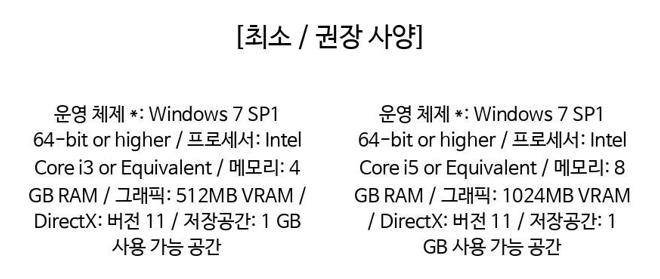 [최소 / 권장 사양]
운영 체제 *: Windows 7 SP1
64-bit or higher / 프로세서: Intel
Core i3 or Equivalent / 메모리: 4
GB RAM / 그래픽: 512MB VRAM /
DirectX: 버전 11 / 저장공간: 1 GB
사용 가능 공간
운영 체제 *: Windows 7 SP1
64-bit or higher / 프로세서: Intel
Core i5 or Equivalent / 메모리: 8
GB RAM / 그래픽: 1024MB VRAM
/ DirectX: 버전 11 / 저장공간: 1
GB 사용 가능 공간